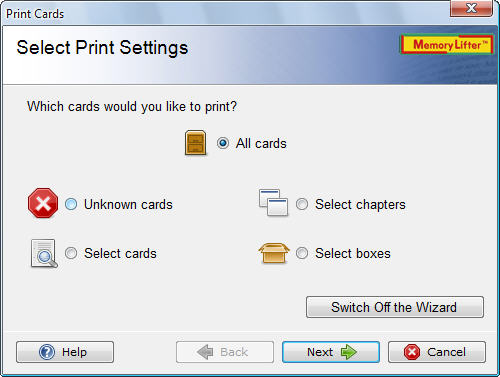 Print Cards
Select Print Settings
MemoryLifter™
Which cards would you like to print?
All cards
Unknown cards
Select chapters
Select cards
Select boxes
Switch Off the Wizard
Help
Back
Next
Cancel